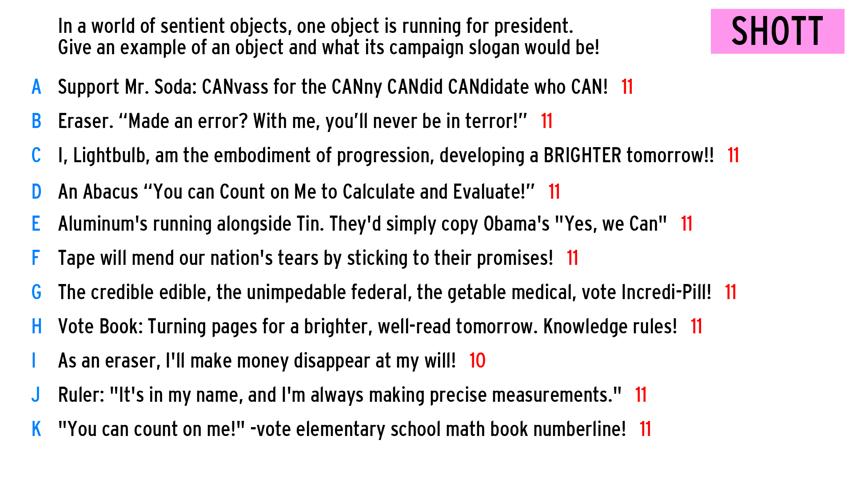 In a world of sentient objects, one object is running for president.
Give an example of an object and what its campaign slogan would be!
SHOTT
A Support Mr. Soda: CANvass for the CANny CANdid CANdidate who CAN! 11
B Eraser. “Made an error? With me, you’ll never be in terror!” 11
C I, Lightbulb, am the embodiment of progression, developing a BRIGHTER tomorrow!! 11
D An Abacus “You can Count on Me to Calculate and Evaluate!” 11
E Aluminum's running alongside Tin. They'd simply copy Obama's "Yes, we Can" 11
F Tape will mend our nation's tears by sticking to their promises! 11
G The credible edible, the unimpedable federal, the getable medical, vote Incredi-Pill! 11
H Vote Book: Turning pages for a brighter, well-read tomorrow. Knowledge rules! 11
I As an eraser, I'll make money disappear at my will! 10
J Ruler: "It's in my name, and I'm always making precise measurements." 11
K "You can count on me!" -vote elementary school math book numberline! 11